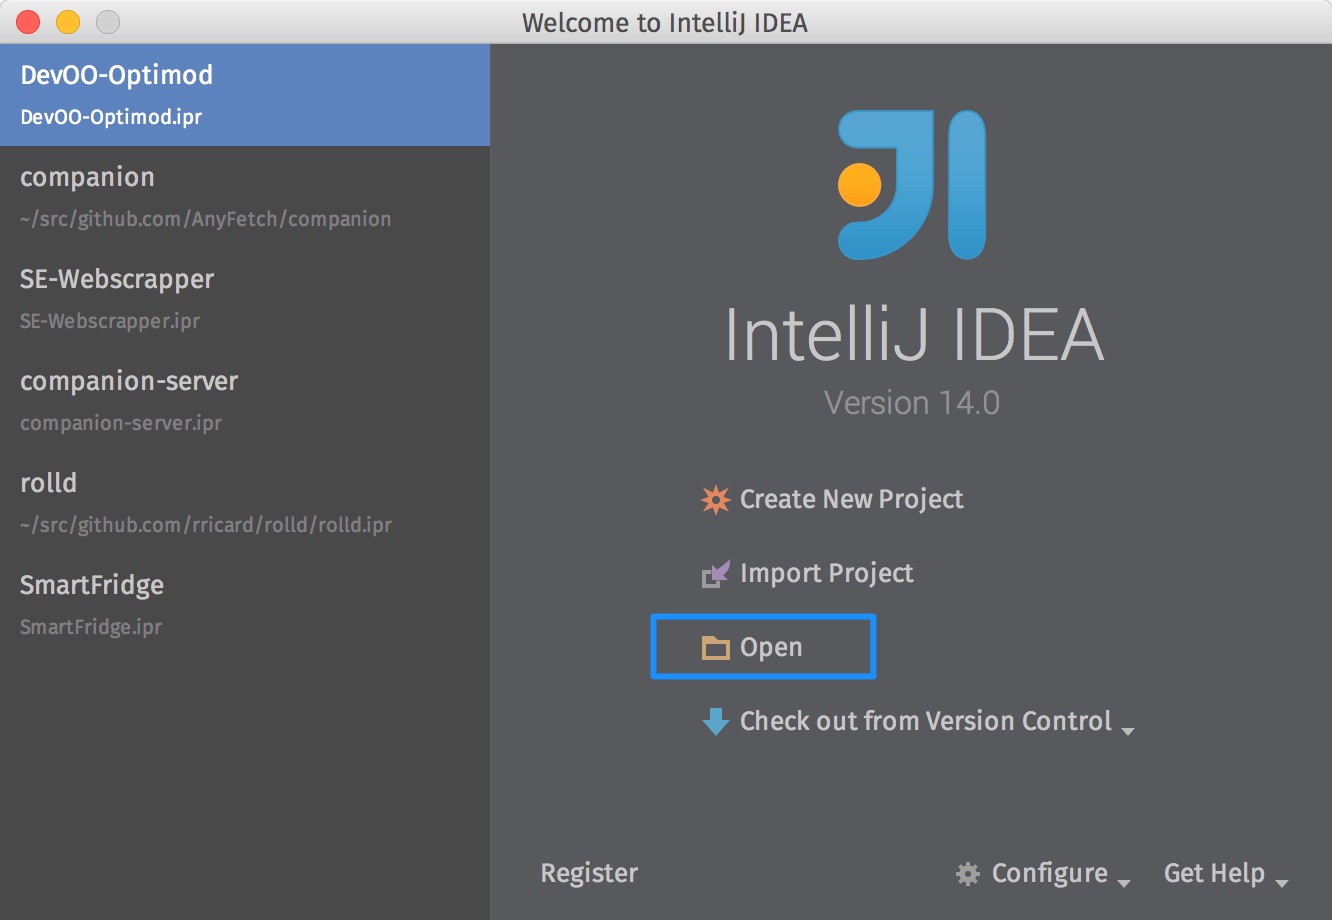 Welcome to IntelliJ IDEA
DevOO-Optimod
DevOO-Optimod.ipr
companion
~/src/github.com/AnyFetch/companion
SE-Webscrapper
SE-Webscrapper.ipr
companion-server
companion-server.ipr
rolld
~/src/github.com/rricard/rolld/rolld.ipr
SmartFridge
SmartFridge.ipr
IntelliJ IDEA
Version 14.0
Create New Project
Import Project
Open
Check out from Version Control
Register
Configure
Get Help